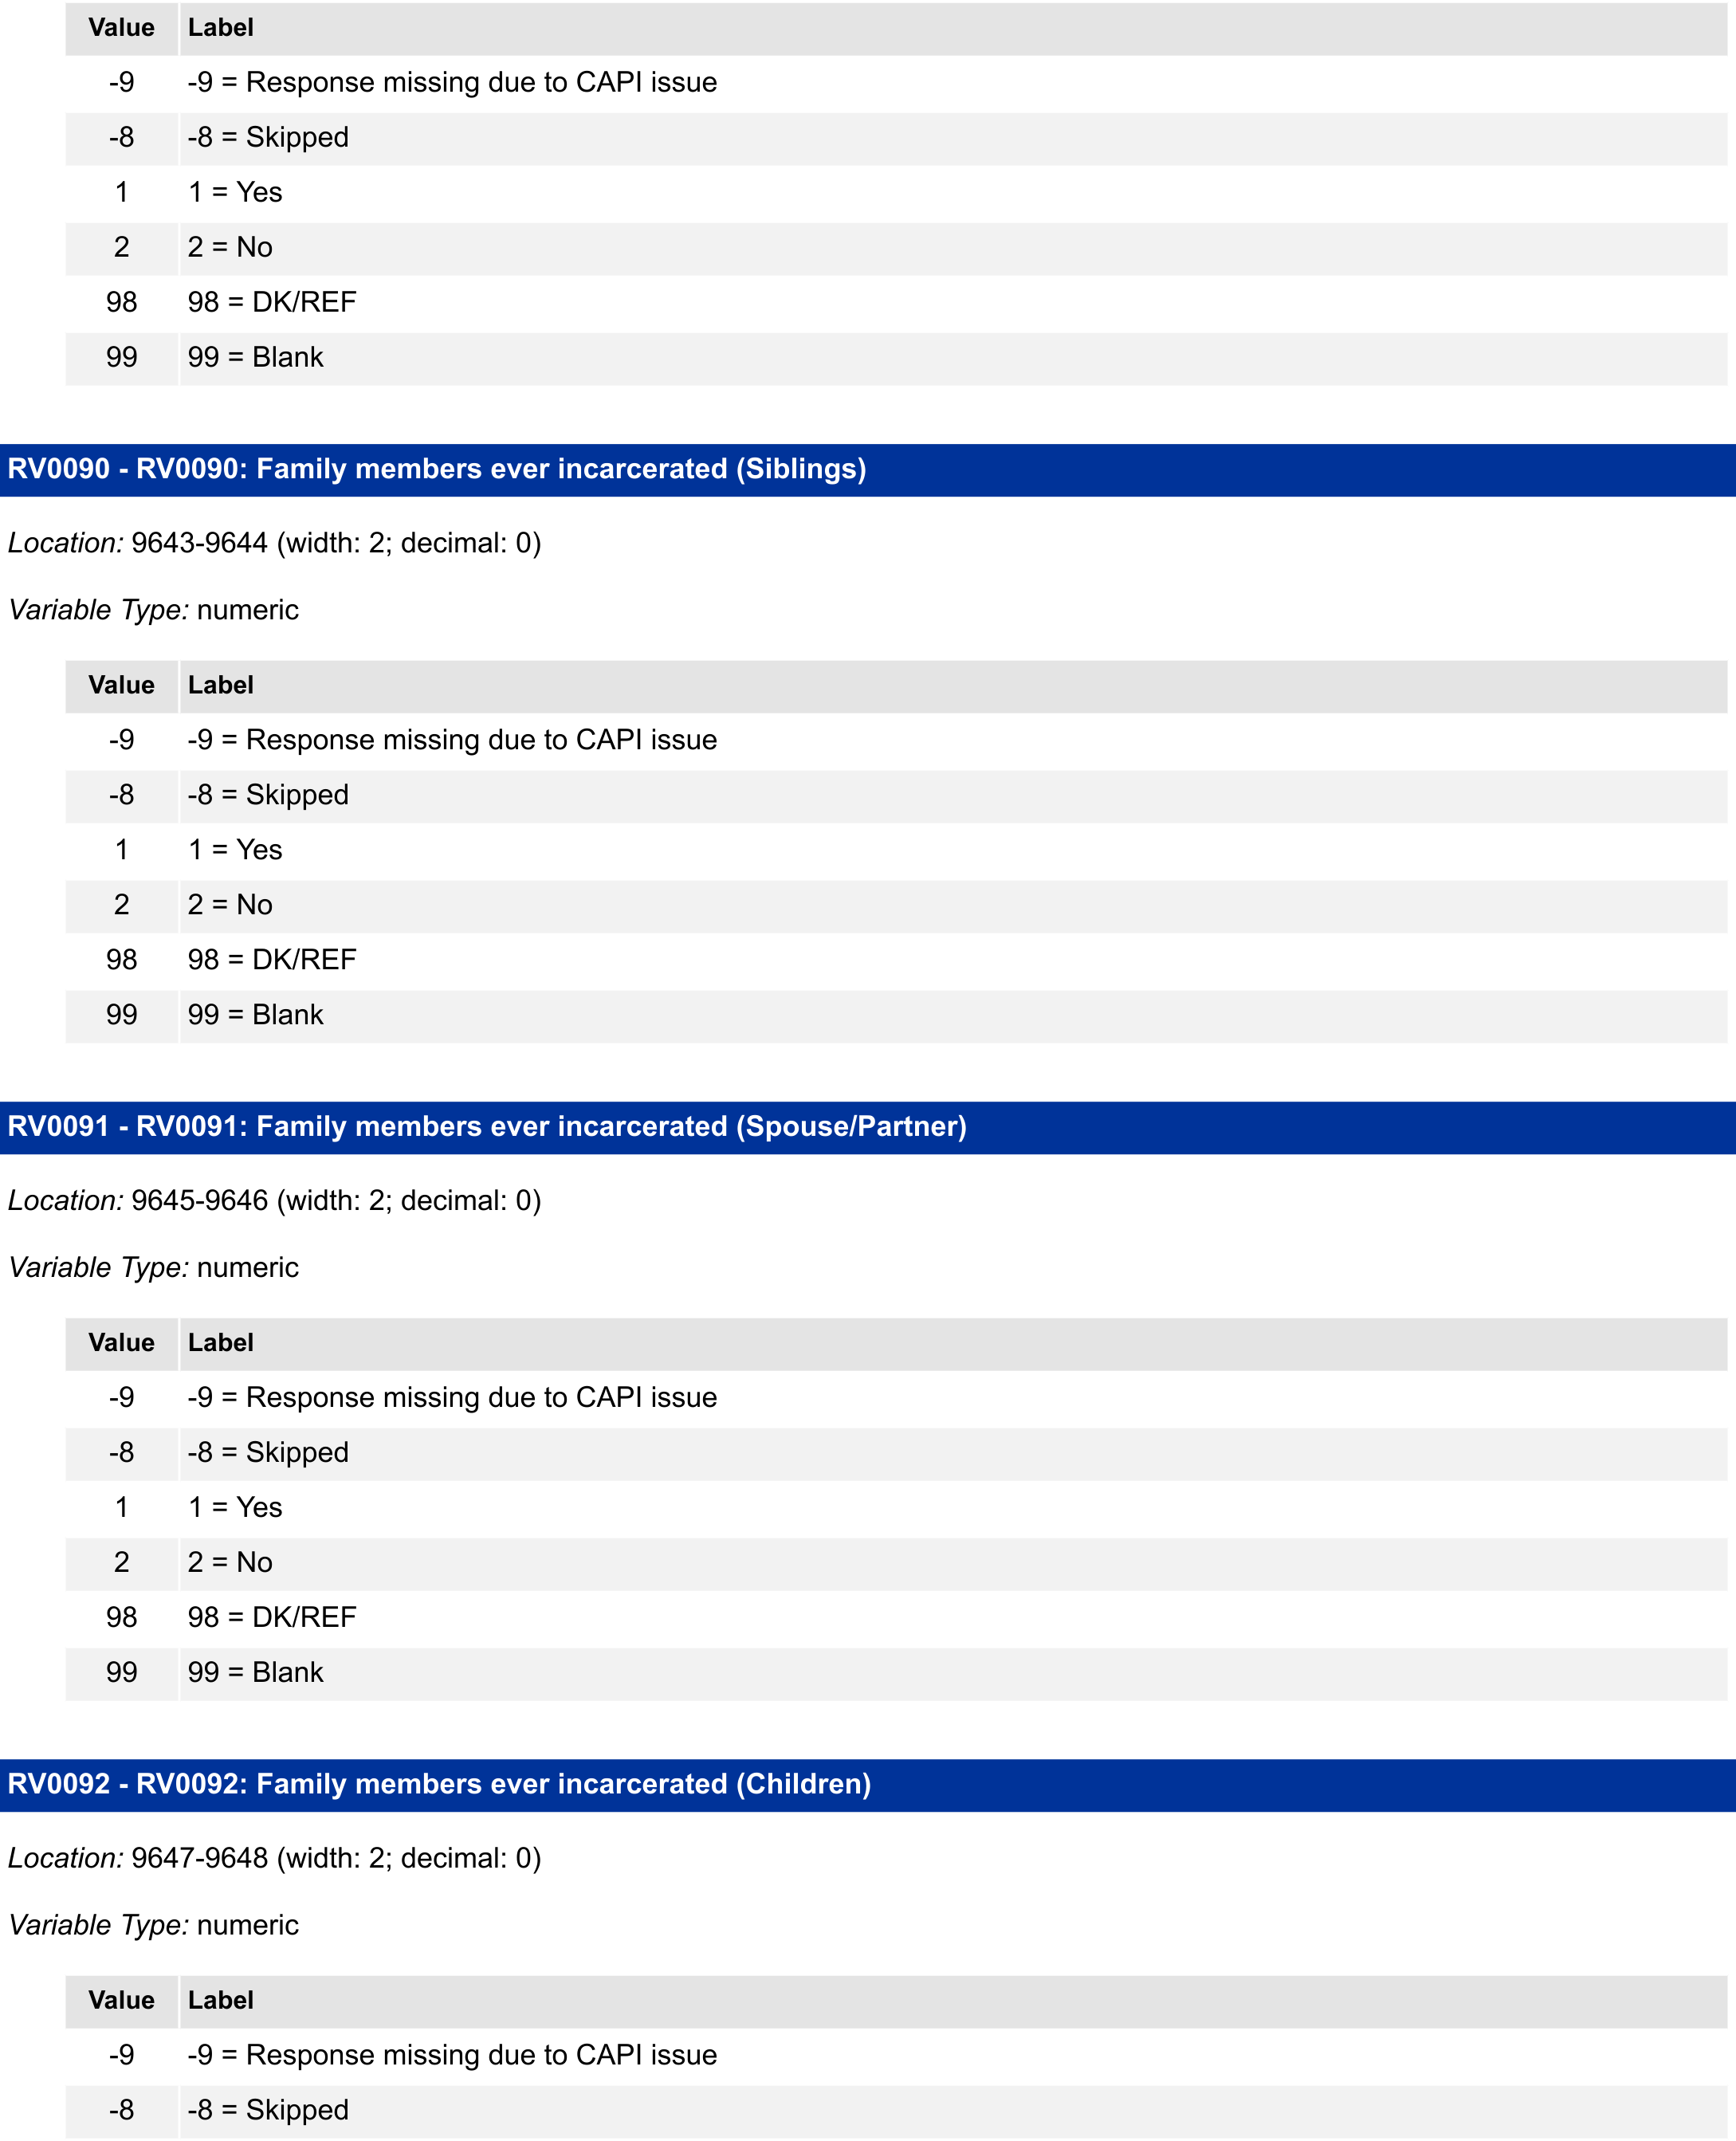 Value Label
-9 -9 = Response missing due to CAPI issue
-8 -8 = Skipped
1 1 = Yes
2 2 = No
98 98 = DK/REF
99 99 = Blank
RV0090 - RV0090: Family members ever incarcerated (Siblings)
Location: 9643-9644 (width: 2; decimal: 0)
Variable Type: numeric
Value Label
-9 -9 = Response missing due to CAPI issue
-8 -8 = Skipped
1 1 = Yes
2 2 = No
98 98 = DK/REF
99 99 = Blank
RV0091 - RV0091: Family members ever incarcerated (Spouse/Partner)
Location: 9645-9646 (width: 2; decimal: 0)
Variable Type: numeric
Value Label
-9 -9 = Response missing due to CAPI issue
-8 -8 = Skipped
1 1 = Yes
2 2 = No
98 98 = DK/REF
99 99 = Blank
RV0092 - RV0092: Family members ever incarcerated (Children)
Location: 9647-9648 (width: 2; decimal: 0)
Variable Type: numeric
Value Label
-9 -9 = Response missing due to CAPI issue
-8 -8 = Skipped